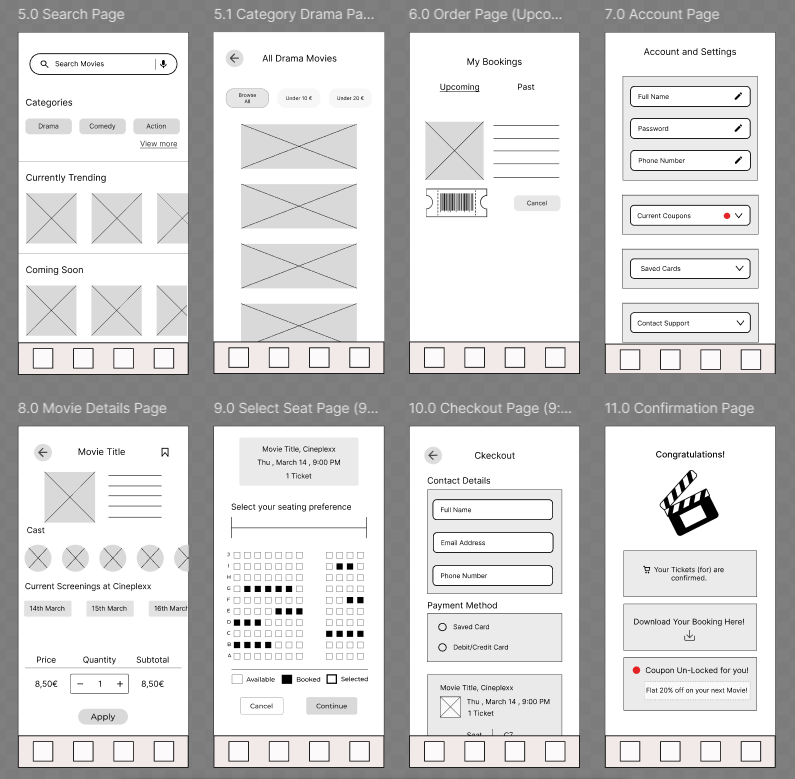 5.0 Search Page
Search Movies
Categories
Drama
Comedy
Action
View more
Currently Trending
Coming Soon
5.1 Category Drama Pa...
All Drama Movies
Browse
All
Under 10 €
Under 20 €
6.0 Order Page (Upco...
My Bookings
Upcoming
Past
Cancel
7.0 Account Page
Account and Settings
Full Name
Password
Phone Number
Current Coupons
Saved Cards
Contact Support
8.0 Movie Details Page
Movie Title
Cast
Current Screenings at Cineplexx
14th March
15th March
16th March
Price
Quantity
Subtotal
8,50€
− 1 +
8,50€
Apply
9.0 Select Seat Page (9...
Movie Title, Cineplexx
Thu , March 14 , 9:00 PM
1 Ticket
Select your seating preference
J
I
H
G
F
E
D
C
B
A
Available
Booked
Selected
Cancel
Continue
10.0 Checkout Page (9:...
Ckeckout
Contact Details
Full Name
Email Address
Phone Number
Payment Method
Saved Card
Debit/Credit Card
Movie Title, Cineplexx
Thu , March 14 , 9:00 PM
1 Ticket
Seat
C7
11.0 Confirmation Page
Congratulations!
Your Tickets (for) are
confirmed.
Download Your Booking Here!
Coupon Un-Locked for you!
Flat 20% off on your next Movie!